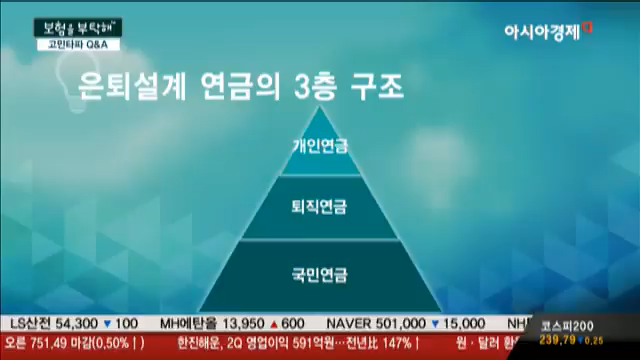 보험을 부탁해
고민타파 Q&A
아시아경제
은퇴설계 연금의 3층 구조
개인연금
퇴직연금
국민연금
LS산전 54,300 ▼ 100 MH에탄올 13,950 ▲ 600 NAVER 501,000 ▼ 15,000
코스피200
오른 751,49 마감(0,50%↑) 한진해운, 2Q 영업이익 591억원…전년比 147%↑ 원·달러 환
239,79 ▼ 0,25